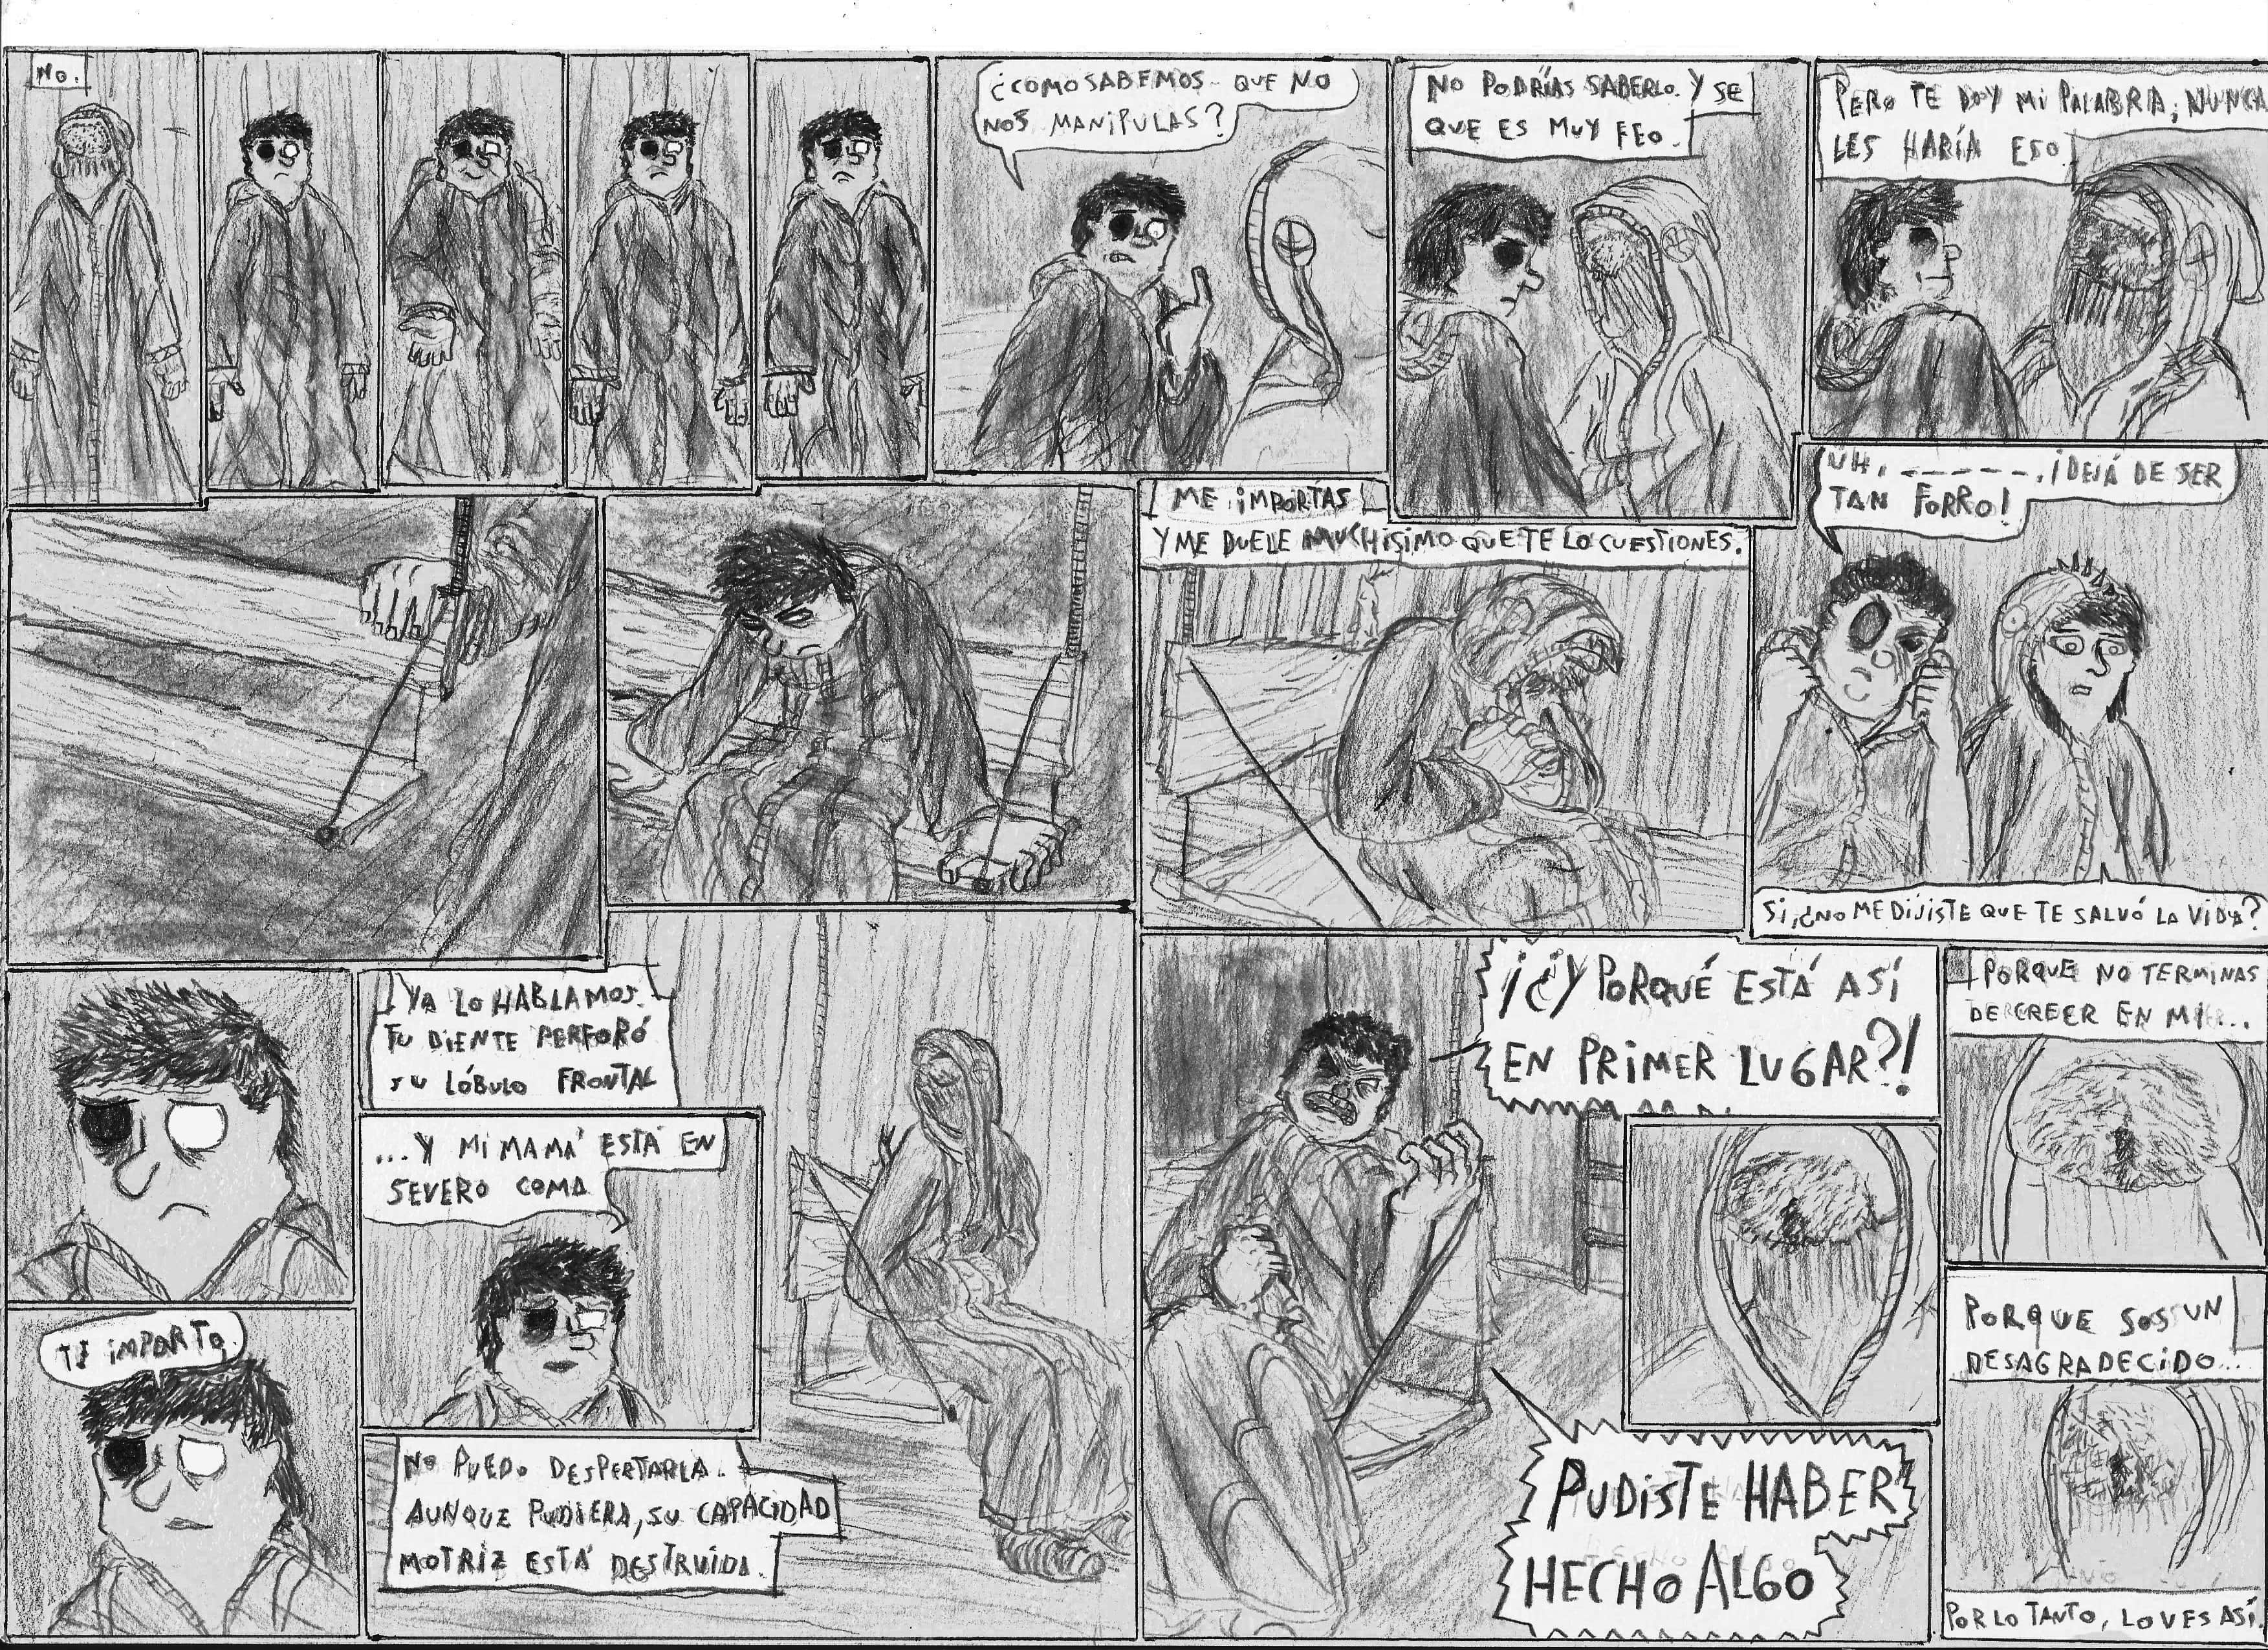 NO.
¿COMO SABEMOS QUE NO
NOS MANIPULAS?
NO PODRÍAS SABERLO. Y SE
QUE ES MUY FEO.
PERO TE DOY MI PALABRA; NUNCA
LES HARÍA ESO
ME IMPORTÁS
Y ME DUELE MUCHISIMO QUE TE LO CUESTIONES.
UH, _ _ _ _ _ _ _. ¡DEJÁ DE SER
TAN FORRO!
SI, ¿NO ME DIJISTE QUE TE SALVÓ LA VIDA?
TE IMPORTO.
YA LO HABLAMOS.
TU DIENTE PERFORÓ
SU LÓBULO FRONTAL
...Y MI MAMÁ ESTÁ EN
SEVERO COMA
NO PUEDO DESPERTARLA.
AUNQUE PUDIERA, SU CAPACIDAD
MOTRIZ ESTÁ DESTRUIDA.
¡¿Y PORQUÉ ESTÁ ASÍ
EN PRIMER LUGAR?!
PUDISTE HABER
HECHO ALGO
PORQUE NO TERMINAS
DE CREER EN MI...
PORQUE SOS UN
DESAGRADECIDO...
POR LO TANTO, LO VES ASÍ